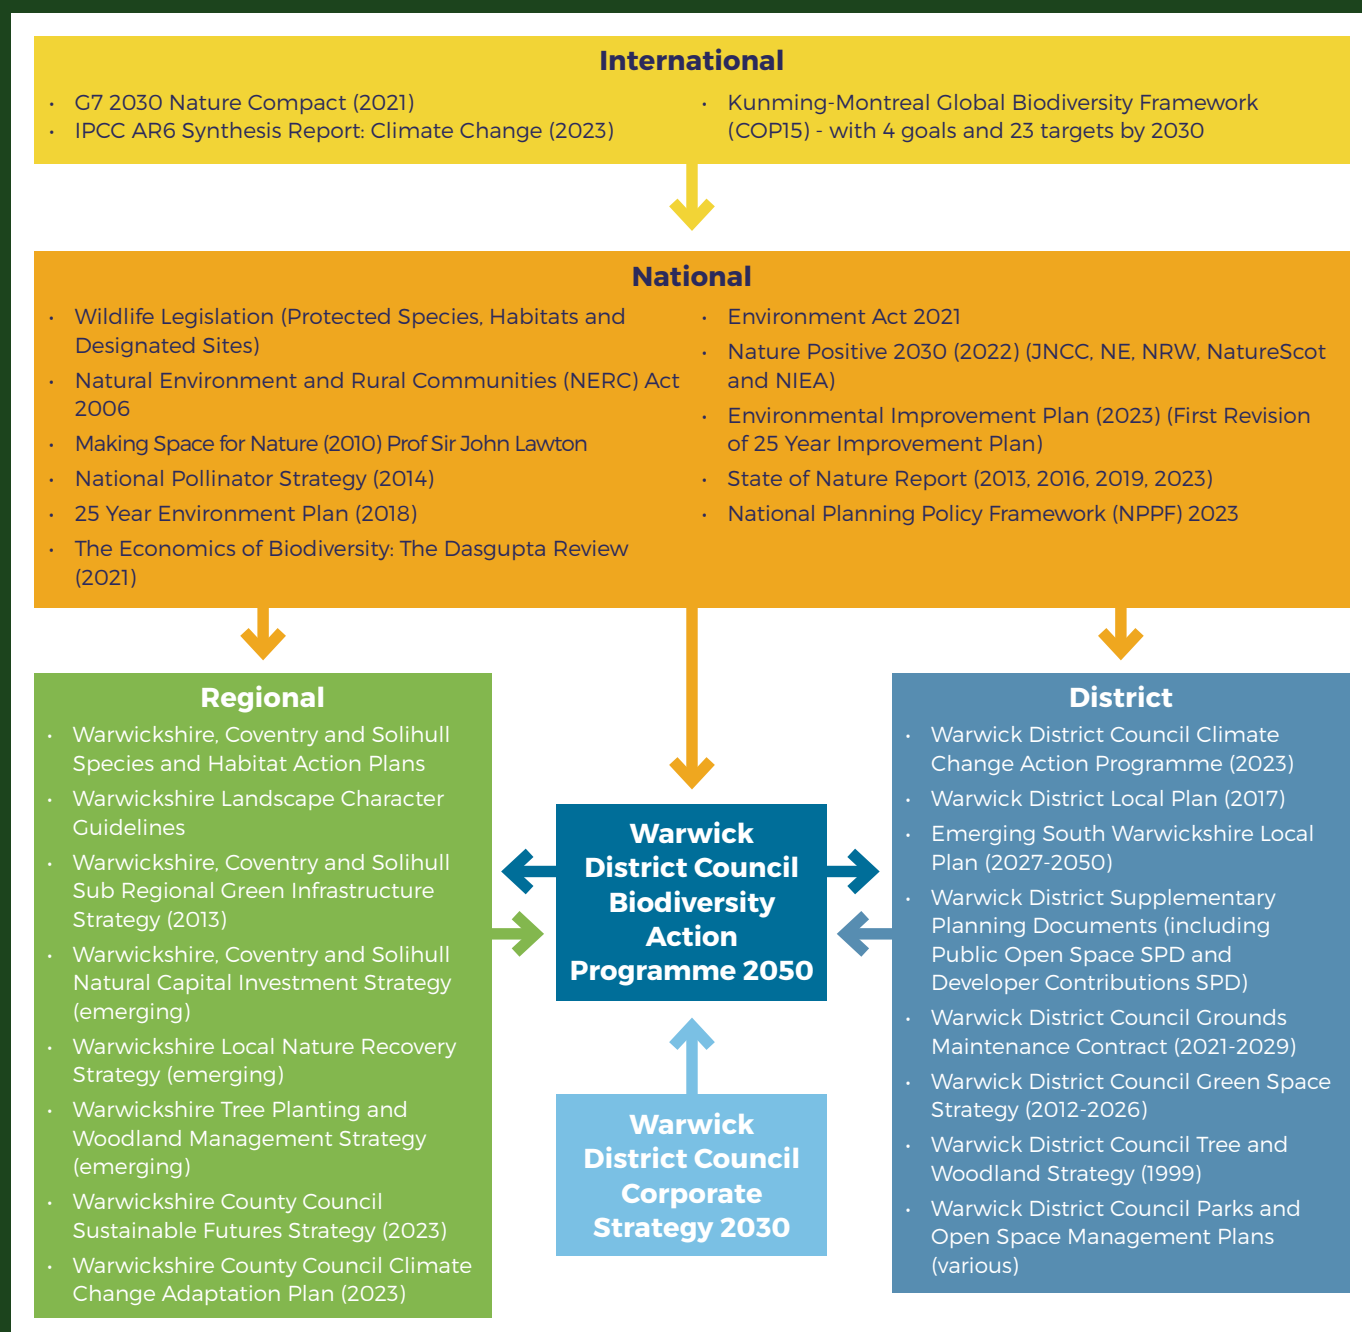 International
• G7 2030 Nature Compact (2021)
• IPCC AR6 Synthesis Report: Climate Change (2023)
• Kunming-Montreal Global Biodiversity Framework
(COP15) - with 4 goals and 23 targets by 2030
National
• Wildlife Legislation (Protected Species, Habitats and
Designated Sites)
• Natural Environment and Rural Communities (NERC) Act
2006
• Making Space for Nature (2010) Prof Sir John Lawton
• National Pollinator Strategy (2014)
• 25 Year Environment Plan (2018)
• The Economics of Biodiversity: The Dasgupta Review
(2021)
• Environment Act 2021
• Nature Positive 2030 (2022) (JNCC, NE, NRW, NatureScot
and NIEA)
• Environmental Improvement Plan (2023) (First Revision
of 25 Year Improvement Plan)
• State of Nature Report (2013, 2016, 2019, 2023)
• National Planning Policy Framework (NPPF) 2023
Regional
• Warwickshire, Coventry and Solihull
Species and Habitat Action Plans
• Warwickshire Landscape Character
Guidelines
• Warwickshire, Coventry and Solihull
Sub Regional Green Infrastructure
Strategy (2013)
• Warwickshire, Coventry and Solihull
Natural Capital Investment Strategy
(emerging)
• Warwickshire Local Nature Recovery
Strategy (emerging)
• Warwickshire Tree Planting and
Woodland Management Strategy
(emerging)
• Warwickshire County Council
Sustainable Futures Strategy (2023)
• Warwickshire County Council Climate
Change Adaptation Plan (2023)
Warwick
District Council
Biodiversity
Action
Programme 2050
Warwick
District Council
Corporate
Strategy 2030
District
• Warwick District Council Climate
Change Action Programme (2023)
• Warwick District Local Plan (2017)
• Emerging South Warwickshire Local
Plan (2027-2050)
• Warwick District Supplementary
Planning Documents (including
Public Open Space SPD and
Developer Contributions SPD)
• Warwick District Council Grounds
Maintenance Contract (2021-2029)
• Warwick District Council Green Space
Strategy (2012-2026)
• Warwick District Council Tree and
Woodland Strategy (1999)
• Warwick District Council Parks and
Open Space Management Plans
(various)